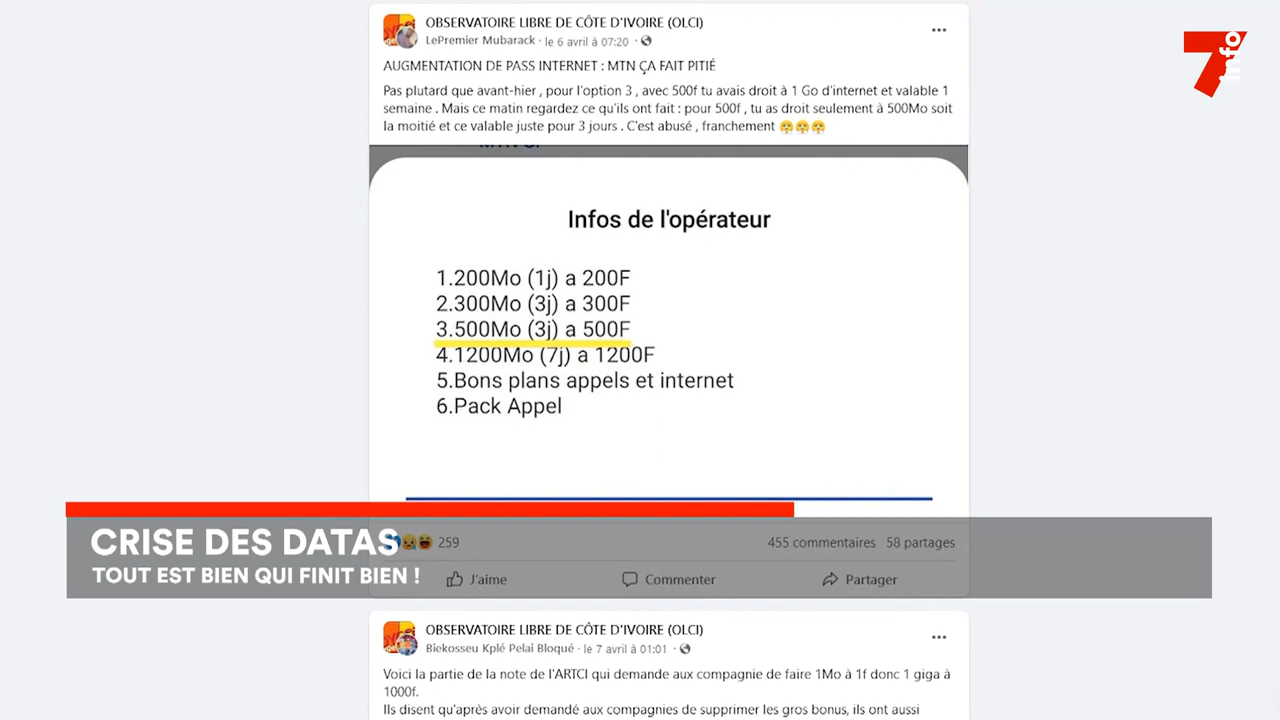 OBSERVATOIRE LIBRE DE CÔTE D'IVOIRE (OLCI)
LePremier Mubarack · le 6 avril à 07:20 ·
7info
AUGMENTATION DE PASS INTERNET : MTN ÇA FAIT PITIÉ
Pas plutard que avant-hier , pour l'option 3 , avec 500f tu avais droit à 1 Go d'internet et valable 1
semaine . Mais ce matin regardez ce qu'ils ont fait : pour 500f , tu as droit seulement à 500Mo soit
la moitié et ce valable juste pour 3 jours . C'est abusé , franchement 😤😤😤
Infos de l'opérateur
1.200Mo (1j) a 200F
2.300Mo (3j) a 300F
3.500Mo (3j) a 500F
4.1200Mo (7j) a 1200F
5.Bons plans appels et internet
6.Pack Appel
CRISE DES DATAS
TOUT EST BIEN QUI FINIT BIEN !
259
455 commentaires 58 partages
J'aime
Commenter
Partager
OBSERVATOIRE LIBRE DE CÔTE D'IVOIRE (OLCI)
Biekosseu Kplé Pelai Bloqué · le 7 avril à 01:01 ·
Voici la partie de la note de l'ARTCI qui demande aux compagnie de faire 1Mo à 1f donc 1 giga à
1000f.
Ils disent qu'après avoir demandé aux compagnies de supprimer les gros bonus, ils ont aussi